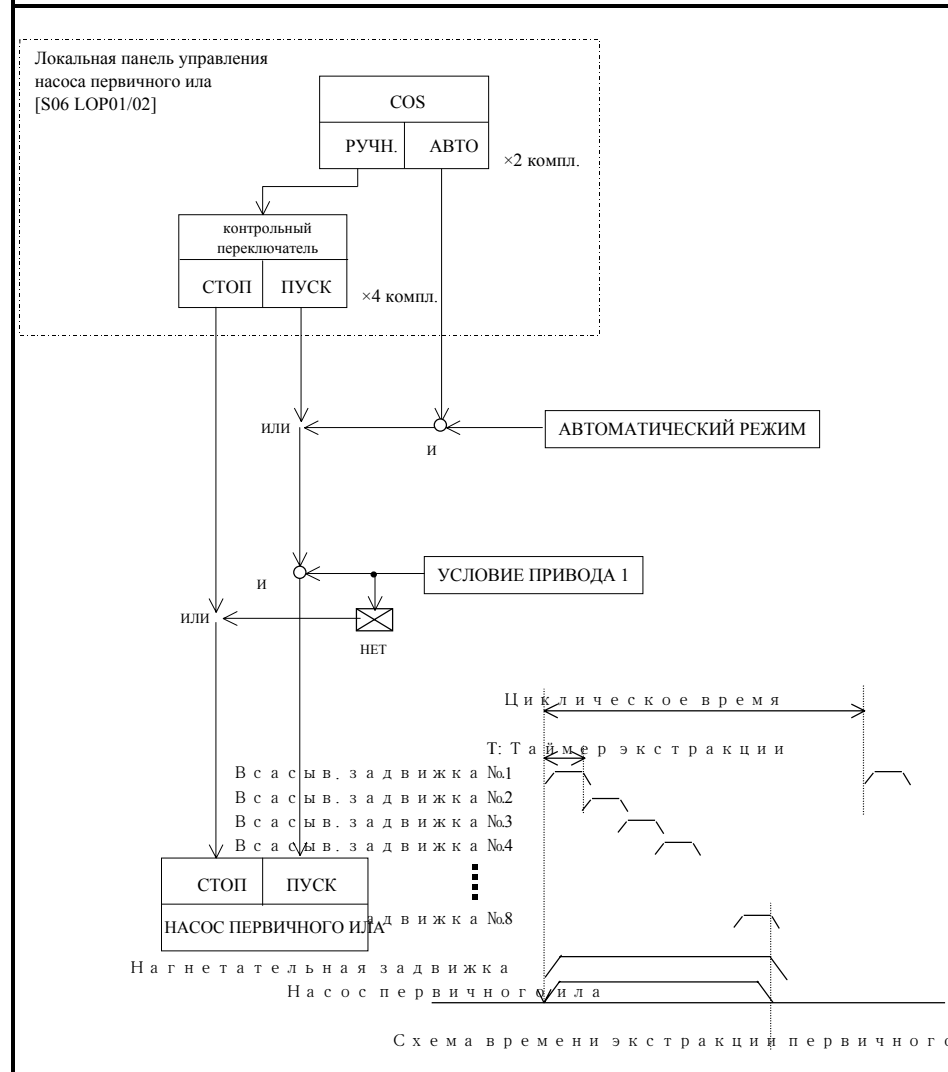 Локальная панель управления
насоса первичного ила
[S06 LOP01/02]
COS
РУЧН. АВТО
×2 компл.
контрольный
переключатель
СТОП ПУСК
×4 компл.
ИЛИ
И
АВТОМАТИЧЕСКИЙ РЕЖИМ
И
УСЛОВИЕ ПРИВОДА 1
ИЛИ
НЕТ
Циклическое время
T: Таймер экстракции
Всасыв. задвижка №1
Всасыв. задвижка №2
Всасыв. задвижка №3
Всасыв. задвижка №4
СТОП ПУСК
НАСОС ПЕРВИЧНОГО ИЛА
адвижка №8
Нагнетательная задвижка
Насос первичного ила
Схема времени экстракции первичного